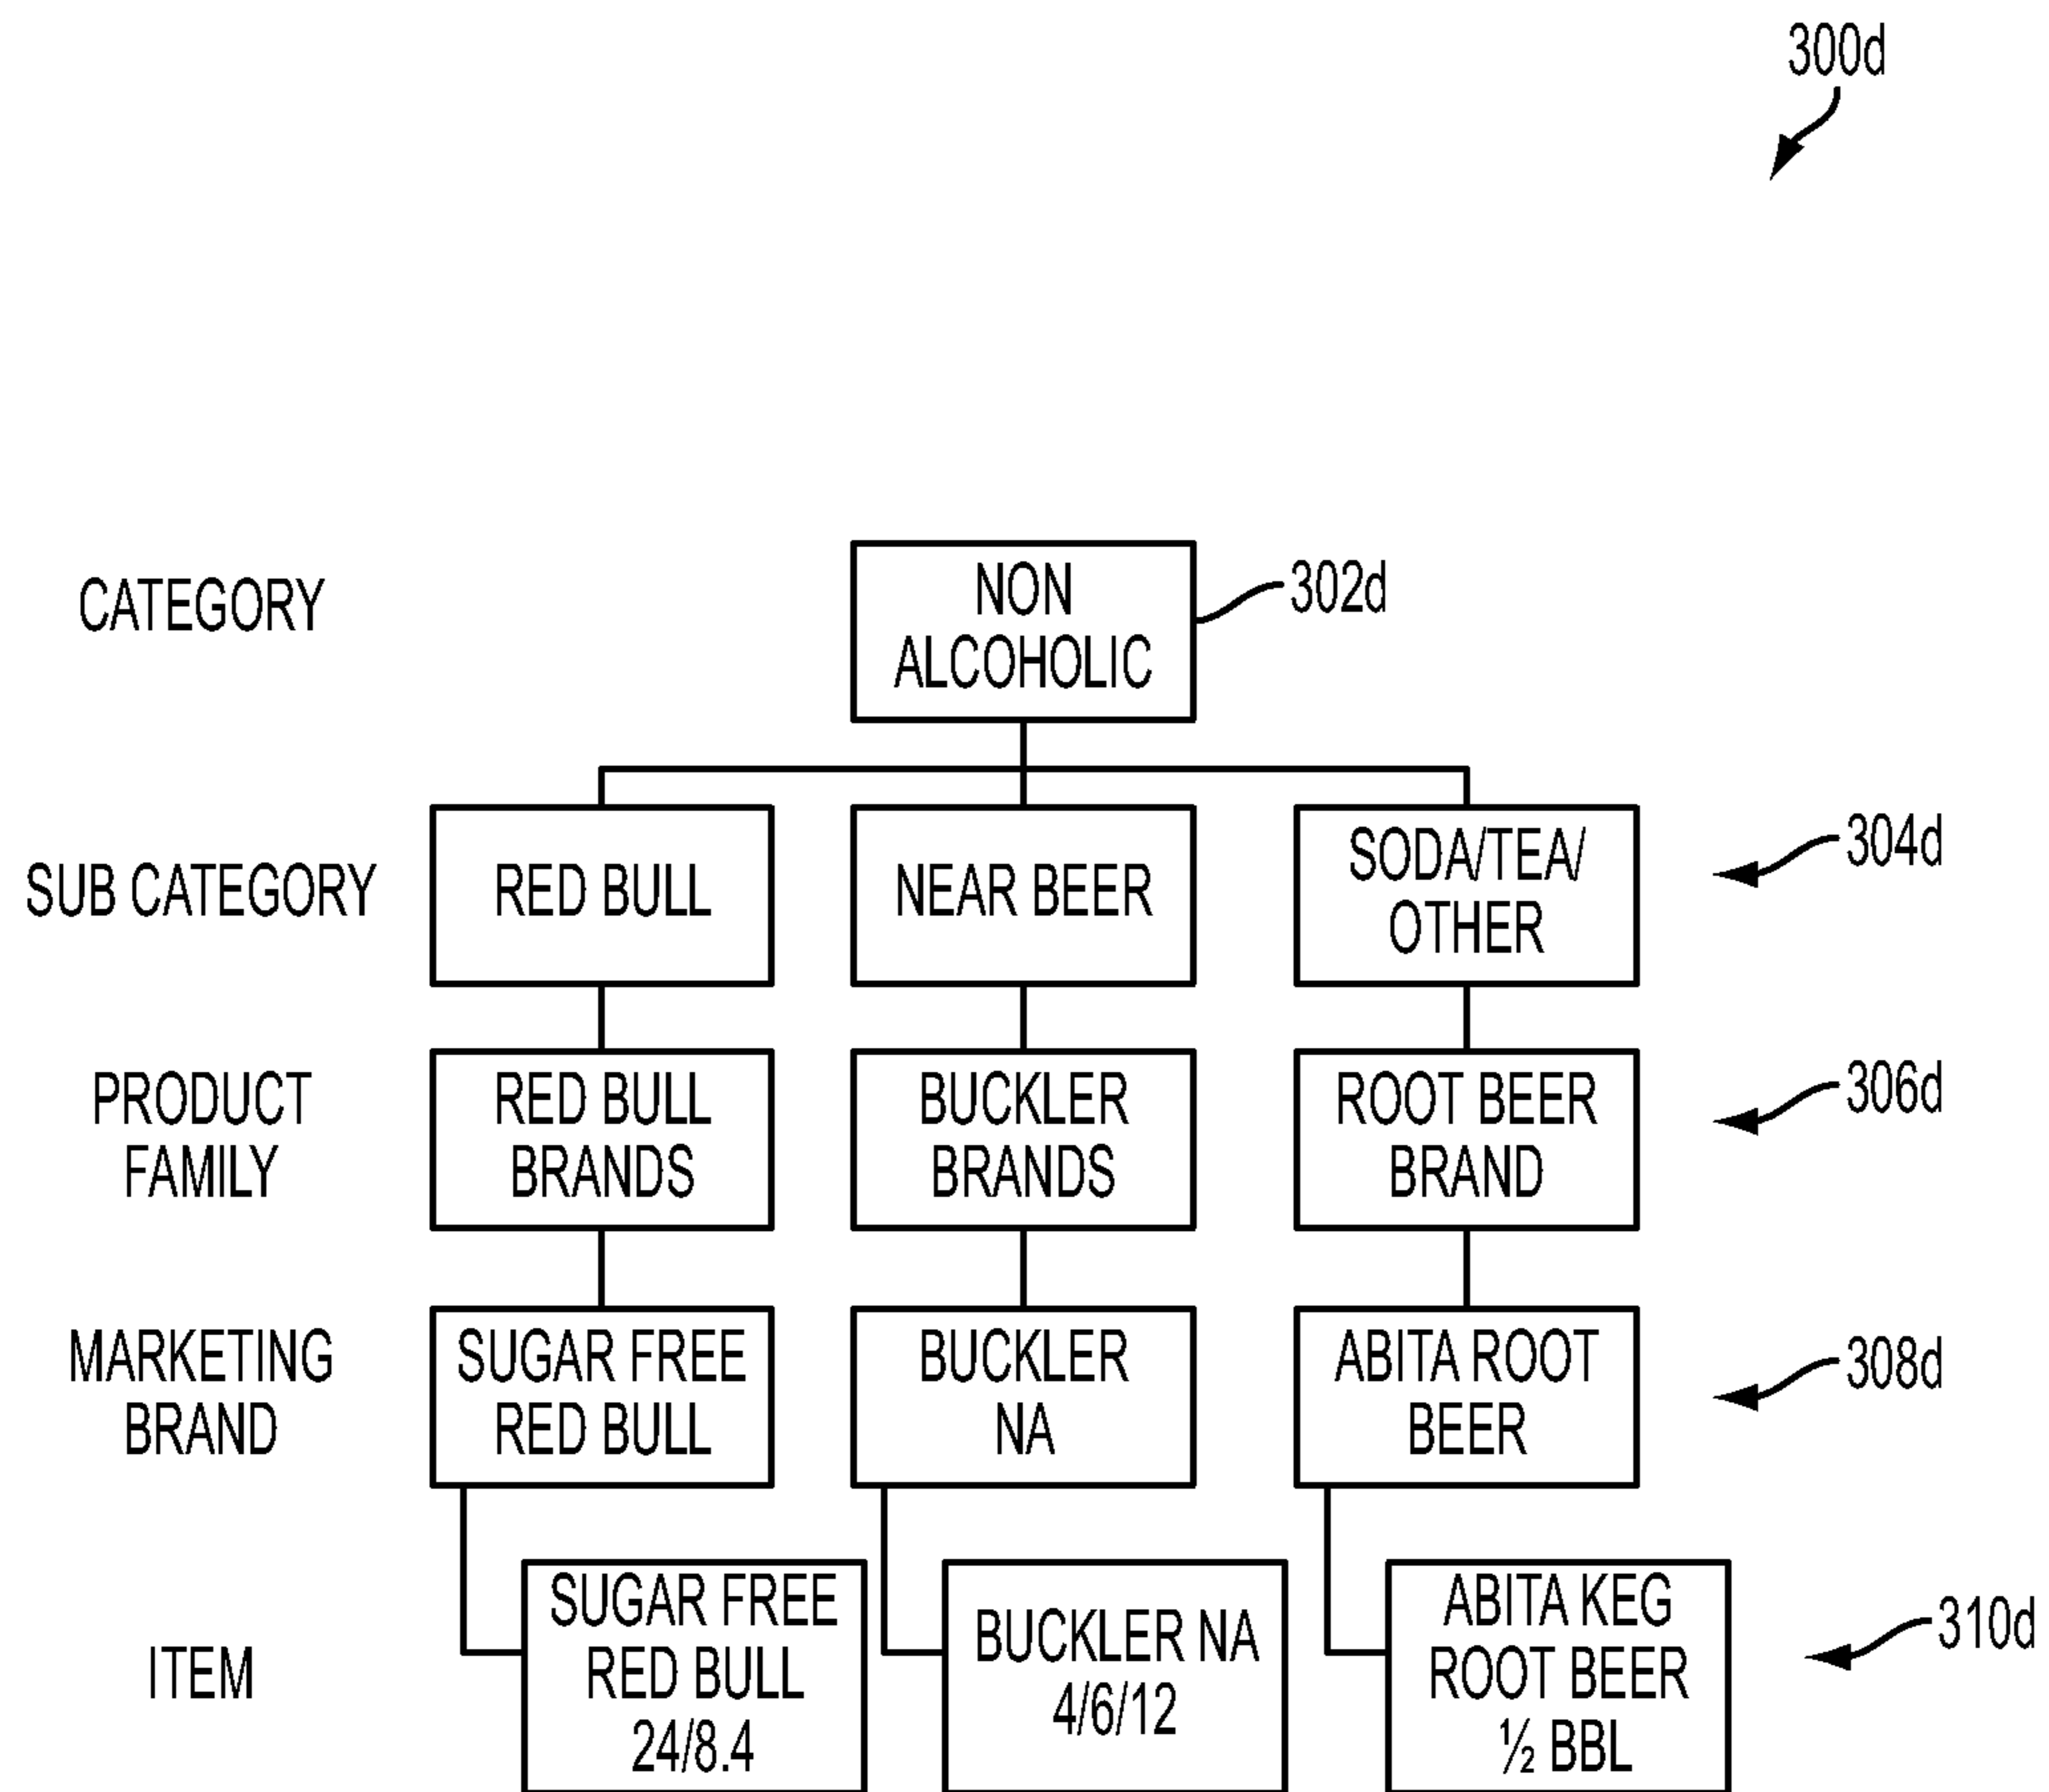 300d
CATEGORY
NON
ALCOHOLIC
302d
SUB CATEGORY
RED BULL
NEAR BEER
SODA/TEA/
OTHER
304d
PRODUCT
FAMILY
RED BULL
BRANDS
BUCKLER
BRANDS
ROOT BEER
BRAND
306d
MARKETING
BRAND
SUGAR FREE
RED BULL
BUCKLER
NA
ABITA ROOT
BEER
308d
ITEM
SUGAR FREE
RED BULL
24/8.4
BUCKLER NA
4/6/12
ABITA KEG
ROOT BEER
½ BBL
310d